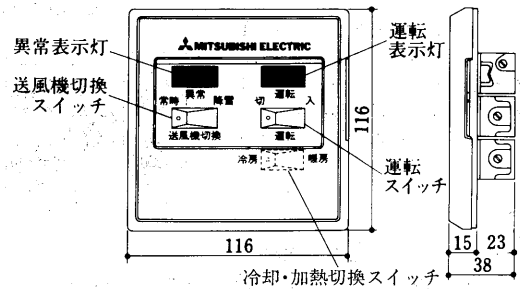 異常表示灯
MITSUBISHI ELECTRIC
運転
表示灯
送風機切換
スイッチ
異常
運転
常時
降雪
切
入
送風機切換
運転
冷房
暖房
運転
スイッチ
冷却・加熱切換スイッチ
116
116
15
23
38